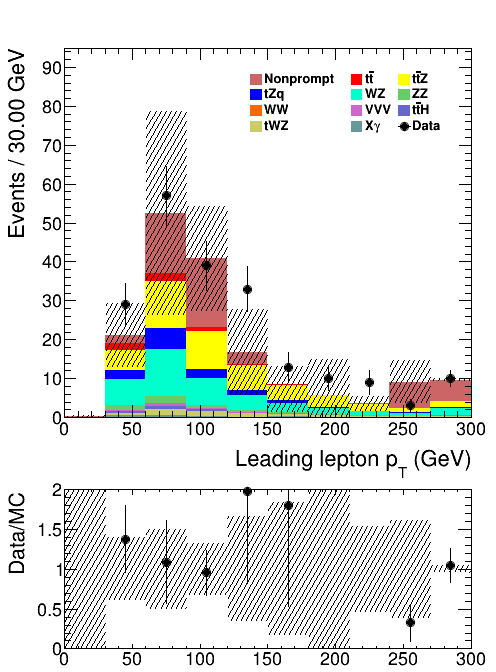 Events / 30.00 GeV
90
80
70
60
50
40
30
20
10
0
Nonprompt tt̄ tt̄Z
tZq WZ ZZ
WW VVV tt̄H
tWZ Xγ Data
0 50 100 150 200 250 300
Leading lepton p_T (GeV)
Data/MC
2
1.5
1
0.5
0
0 50 100 150 200 250 300